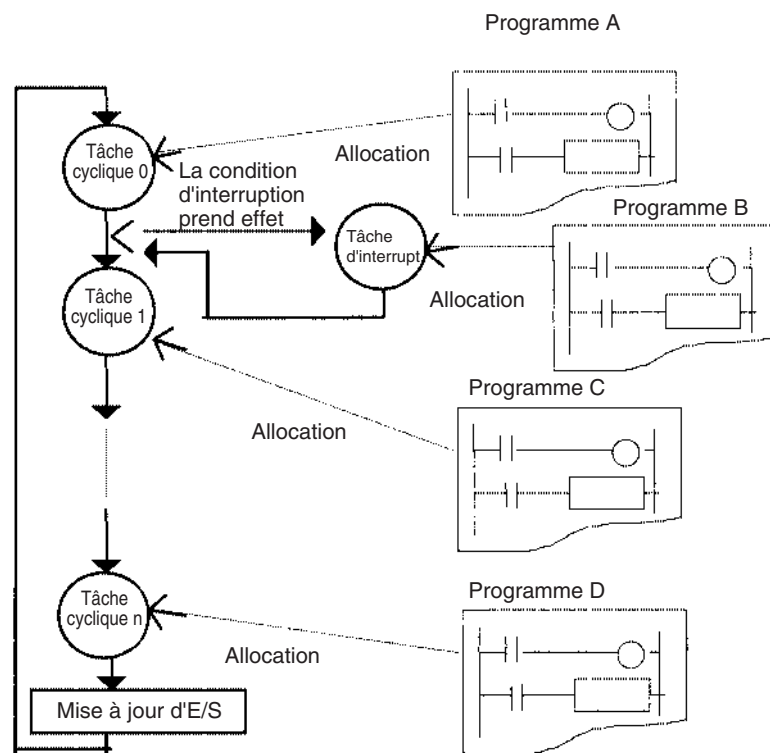 Programme A
Tâche
cyclique 0
La condition
d'interruption
prend effet
Allocation
Programme B
Tâche
d'interrupt
Allocation
Tâche
cyclique 1
Programme C
Allocation
Tâche
cyclique n
Programme D
Allocation
Mise à jour d'E/S